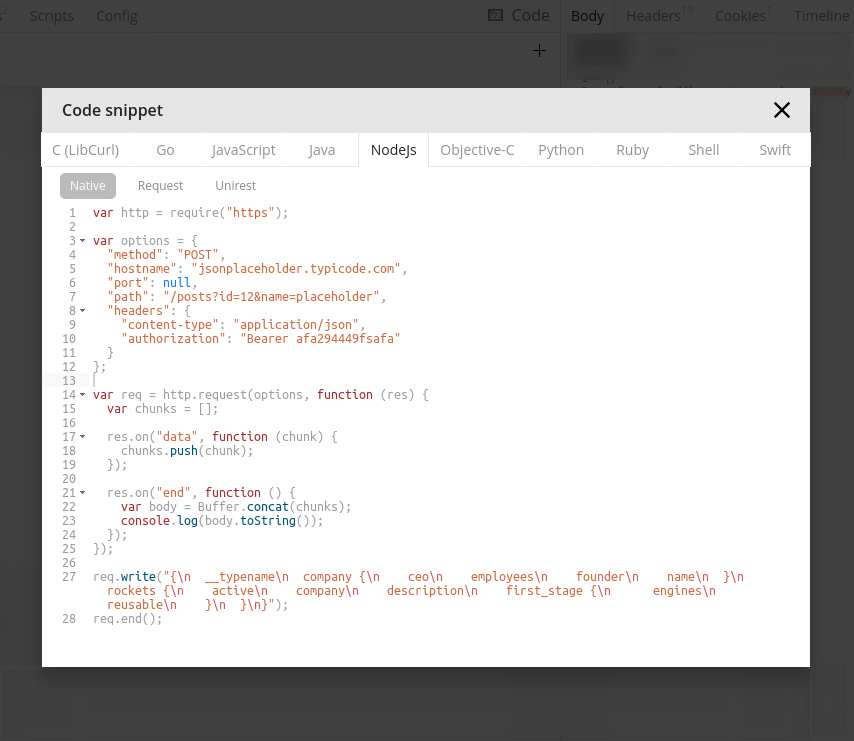 Scripts Config Code Body Headers 19 Cookies 1 Timeline
Code snippet
C (LibCurl) Go JavaScript Java NodeJs Objective-C Python Ruby Shell Swift
Native Request Unirest
1 var http = require("https");
2
3 var options = {
4   "method": "POST",
5   "hostname": "jsonplaceholder.typicode.com",
6   "port": null,
7   "path": "/posts?id=12&name=placeholder",
8   "headers": {
9     "content-type": "application/json",
10     "authorization": "Bearer afa294449fsafa"
11   }
12 };
13
14 var req = http.request(options, function (res) {
15   var chunks = [];
16
17   res.on("data", function (chunk) {
18     chunks.push(chunk);
19   });
20
21   res.on("end", function () {
22     var body = Buffer.concat(chunks);
23     console.log(body.toString());
24   });
25 });
26
27 req.write("{\n  __typename\n  company {\n    ceo\n    employees\n    founder\n    name\n  }\n
rockets {\n    active\n    company\n    description\n    first_stage {\n      engines\n
reusable\n    }\n  }\n}");
28 req.end();